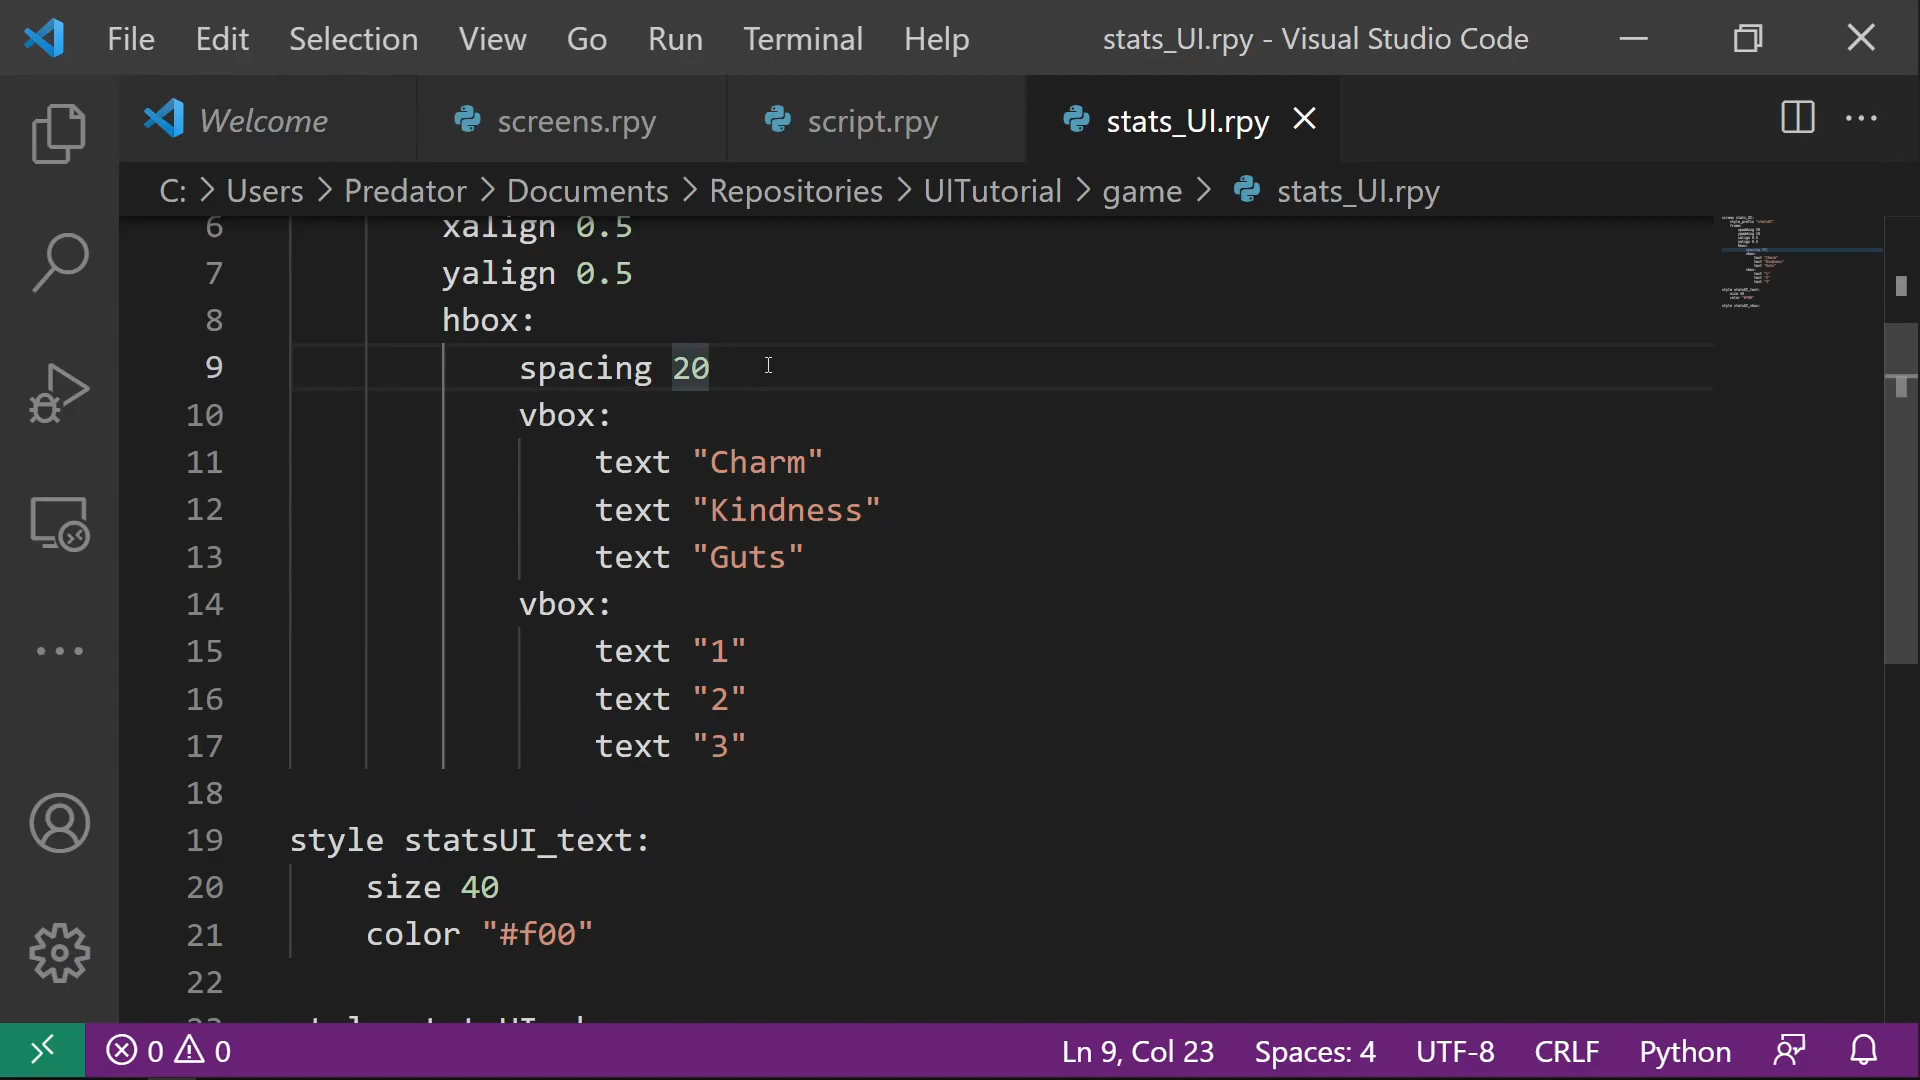 File Edit Selection View Go Run Terminal Help stats_UI.rpy - Visual Studio Code
Welcome screens.rpy script.rpy stats_UI.rpy
C: > Users > Predator > Documents > Repositories > UITutorial > game > stats_UI.rpy
6 xalign 0.5
7 yalign 0.5
8 hbox:
9 spacing 20
10 vbox:
11 text "Charm"
12 text "Kindness"
13 text "Guts"
14 vbox:
15 text "1"
16 text "2"
17 text "3"
18
19 style statsUI_text:
20 size 40
21 color "#f00"
22
0 0 Ln 9, Col 23 Spaces: 4 UTF-8 CRLF Python